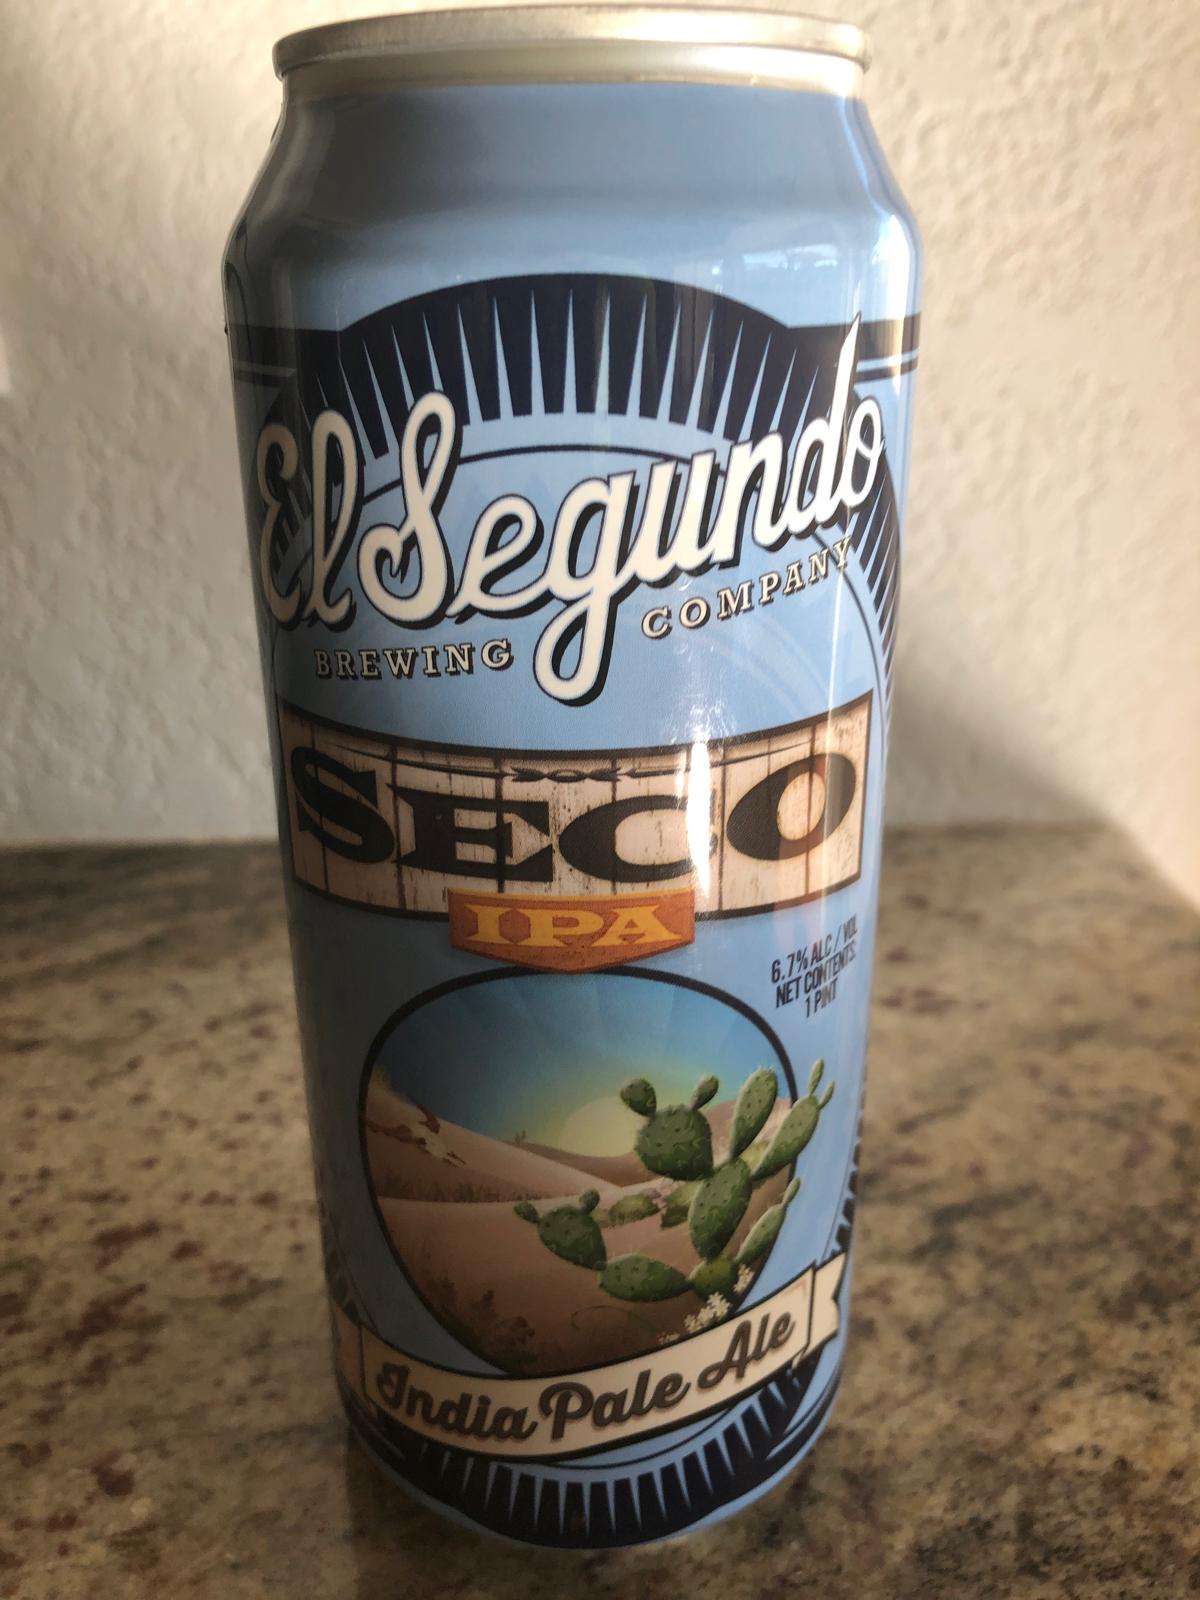 El Segundo
BREWING COMPANY
SECO
IPA
6.7% ALC / VOL
NET CONTENTS:
1 PINT
India Pale Ale